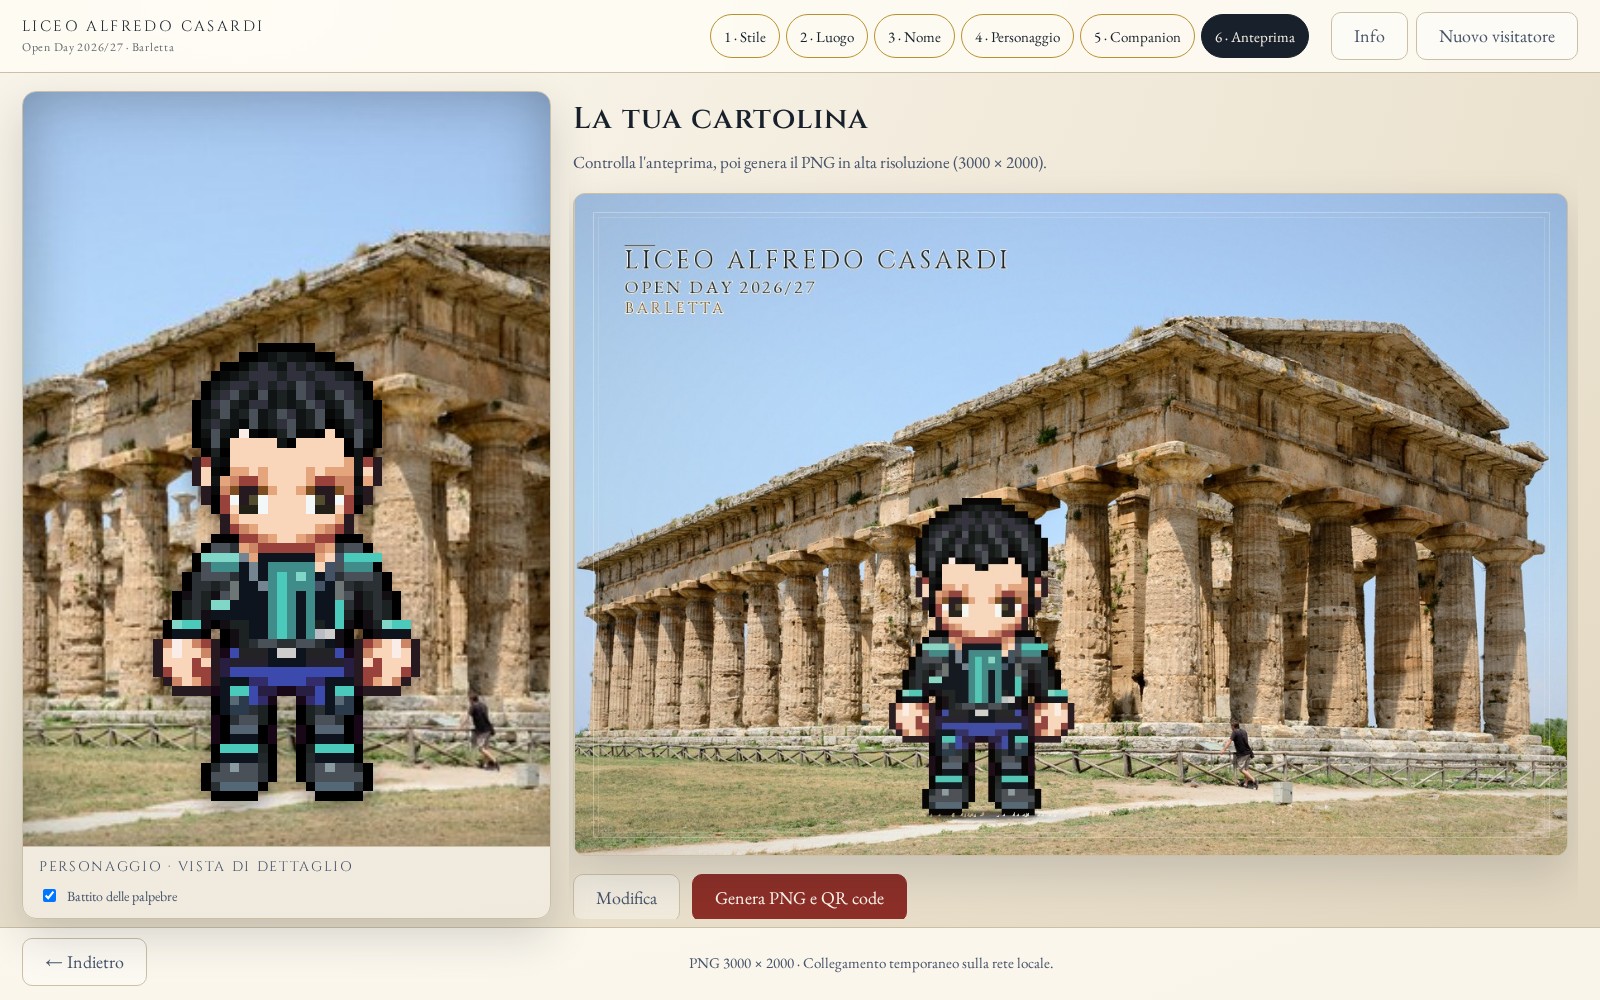 LICEO ALFREDO CASARDI
Open Day 2026/27 · Barletta
1 · Stile
2 · Luogo
3 · Nome
4 · Personaggio
5 · Companion
6 · Anteprima
Info
Nuovo visitatore
PERSONAGGIO · VISTA DI DETTAGLIO
Battito delle palpebre
LA TUA CARTOLINA
Controlla l'anteprima, poi genera il PNG in alta risoluzione (3000 × 2000).
LICEO ALFREDO CASARDI
OPEN DAY 2026/27
BARLETTA
Modifica
Genera PNG e QR code
← Indietro
PNG 3000 × 2000 · Collegamento temporaneo sulla rete locale.